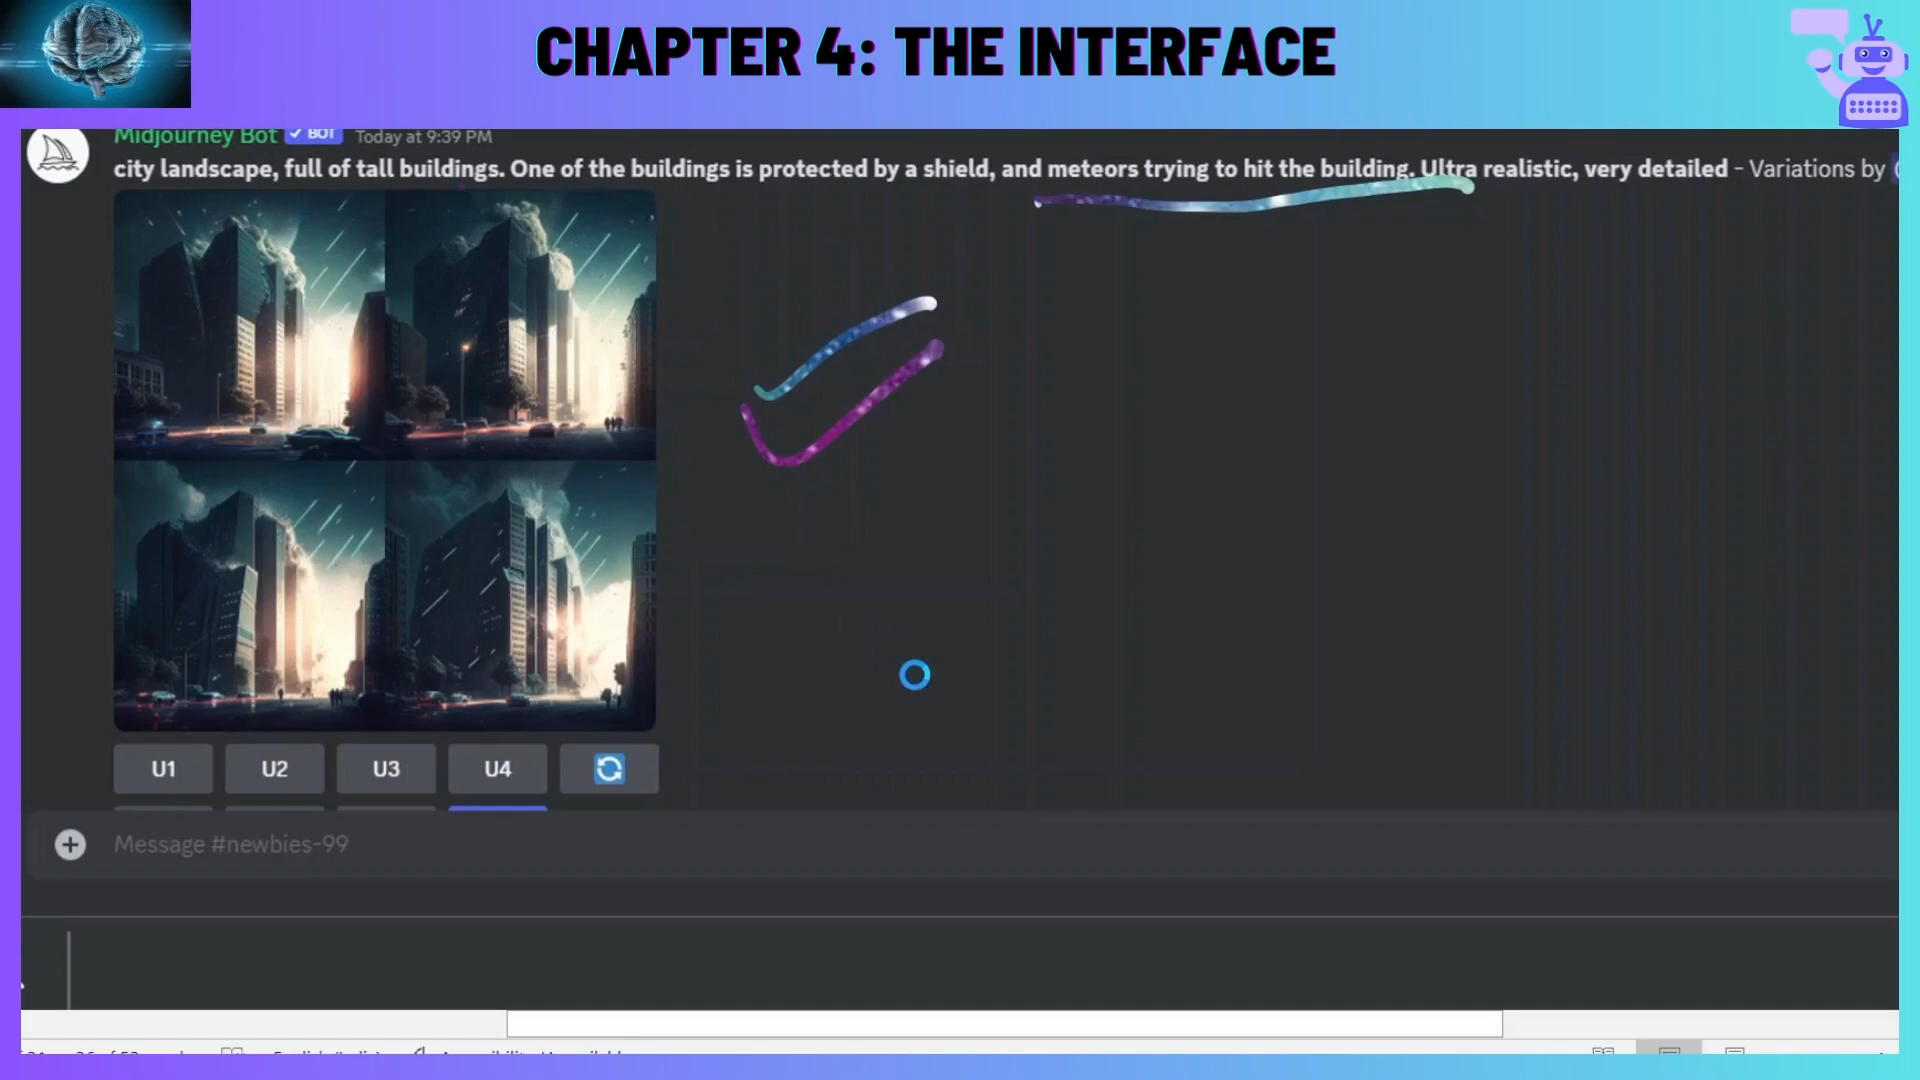 CHAPTER 4: THE INTERFACE
Midjourney Bot ✓ BOT Today at 9:39 PM
city landscape, full of tall buildings. One of the buildings is protected by a shield, and meteors trying to hit the building. Ultra realistic, very detailed - Variations by
U1 U2 U3 U4
Message #newbies-99